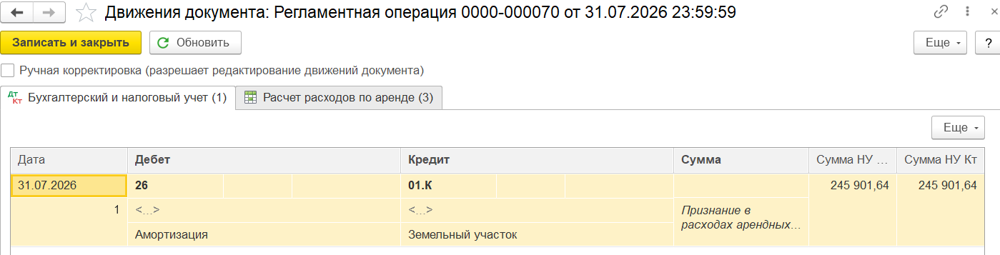 Движения документа: Регламентная операция 0000-000070 от 31.07.2026 23:59:59
Записать и закрыть Обновить Еще ?
Ручная корректировка (разрешает редактирование движений документа)
Дт Кт Бухгалтерский и налоговый учет (1) Расчет расходов по аренде (3)
Еще
Дата Дебет Кредит Сумма Сумма НУ ... Сумма НУ Кт
31.07.2026 26 01.К 245 901,64 245 901,64
1 <...> <...> Признание в
расходах арендных...
Амортизация Земельный участок